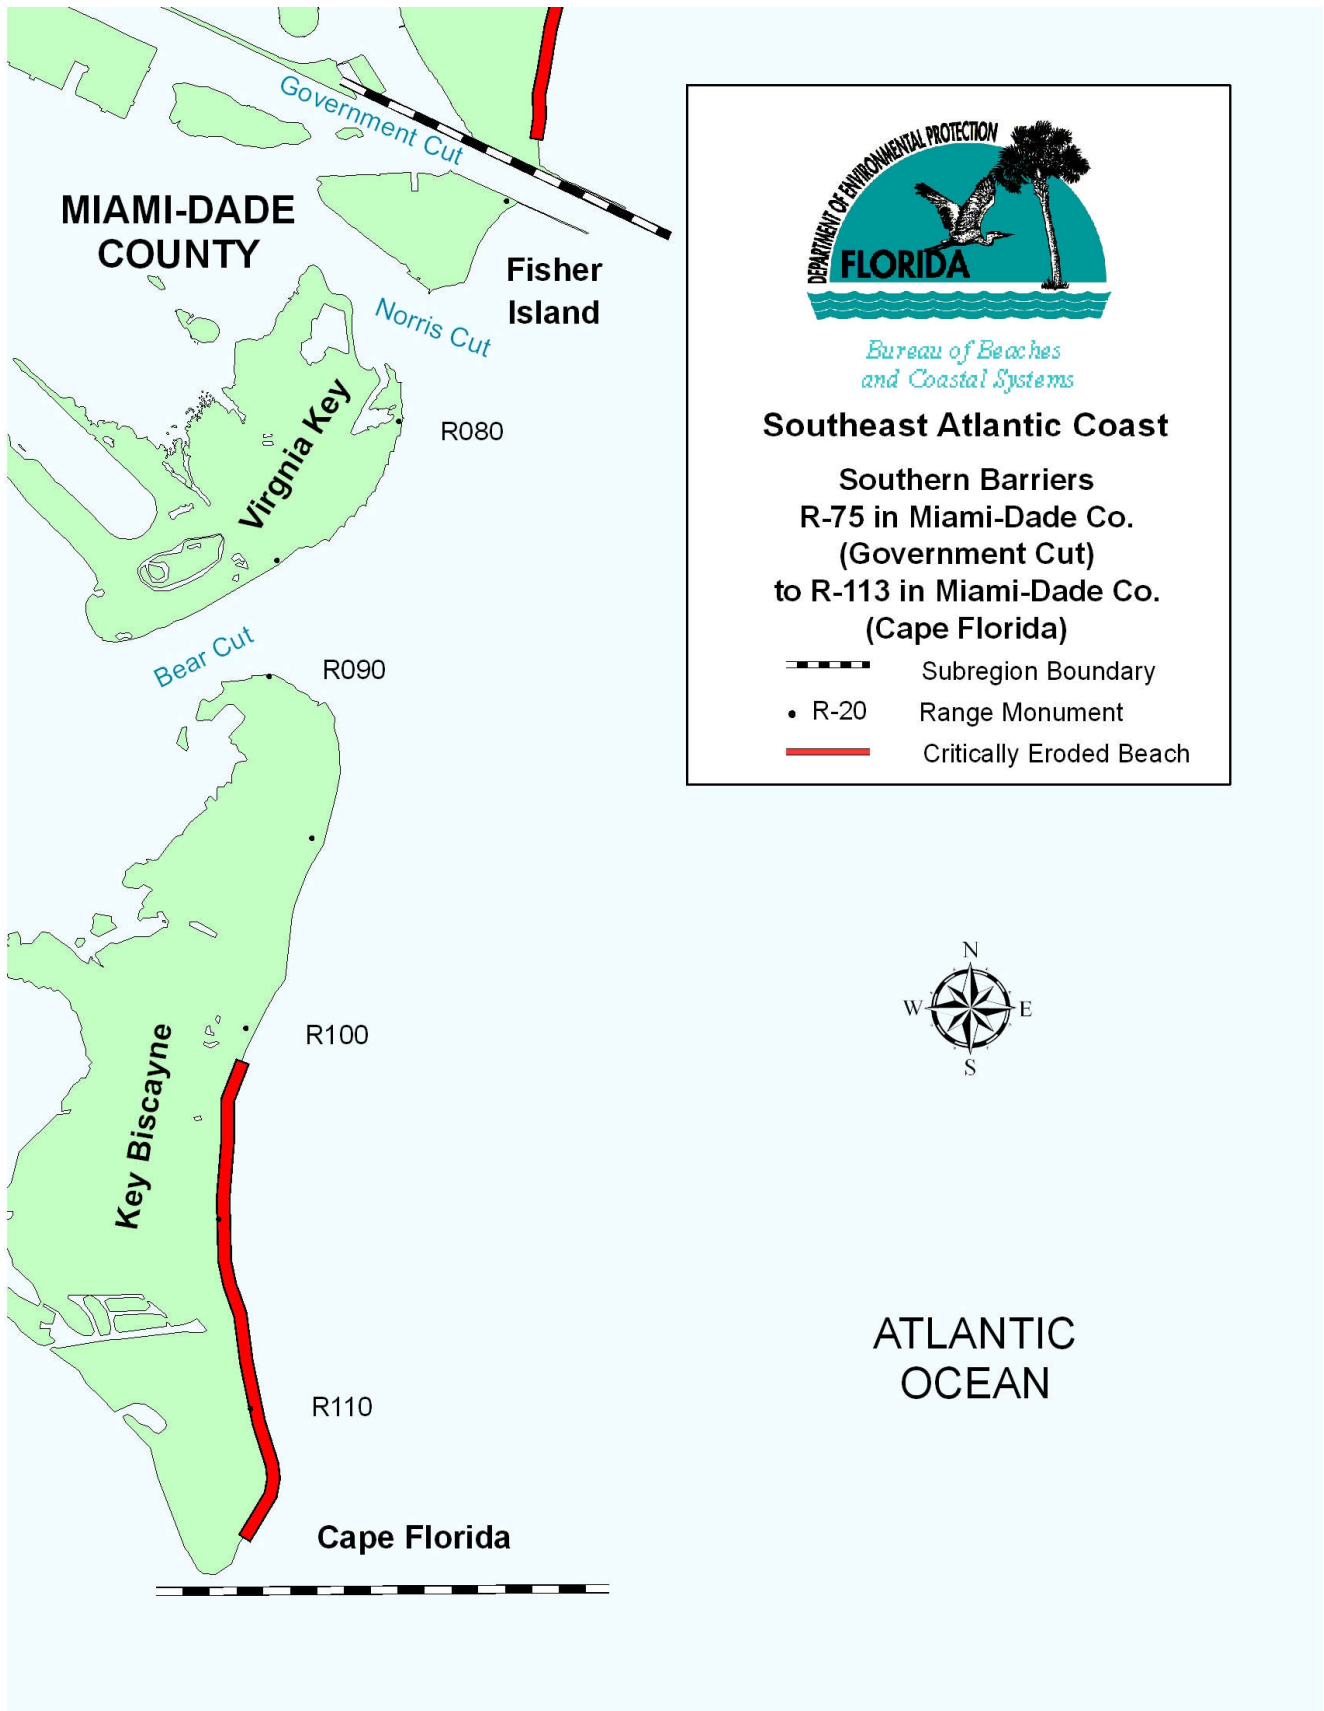 Government Cut
MIAMI-DADE
COUNTY
Fisher
Island
Norris Cut
Virgnia Key
R080
Bear Cut
R090
R100
Key Biscayne
R110
Cape Florida
DEPARTMENT OF ENVIRONMENTAL PROTECTION
FLORIDA
Bureau of Beaches
and Coastal Systems
Southeast Atlantic Coast
Southern Barriers
R-75 in Miami-Dade Co.
(Government Cut)
to R-113 in Miami-Dade Co.
(Cape Florida)
Subregion Boundary
R-20 Range Monument
Critically Eroded Beach
N
W E
S
ATLANTIC
OCEAN